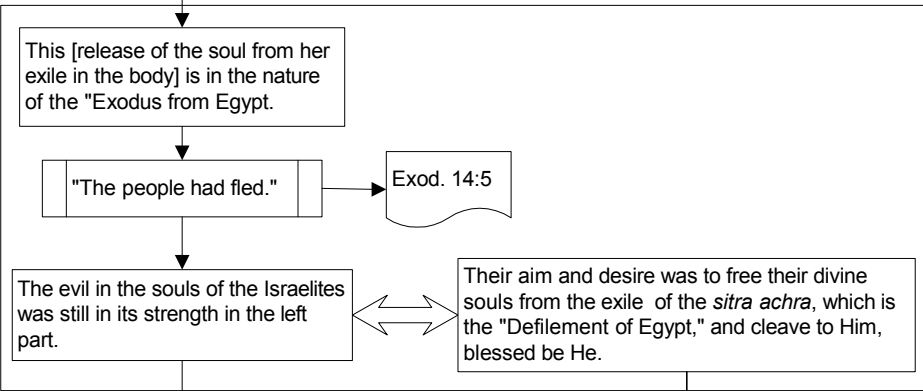 This [release of the soul from her
exile in the body] is in the nature
of the "Exodus from Egypt.
"The people had fled."
Exod. 14:5
The evil in the souls of the Israelites
was still in its strength in the left
part.
Their aim and desire was to free their divine
souls from the exile of the sitra achra, which is
the "Defilement of Egypt," and cleave to Him,
blessed be He.